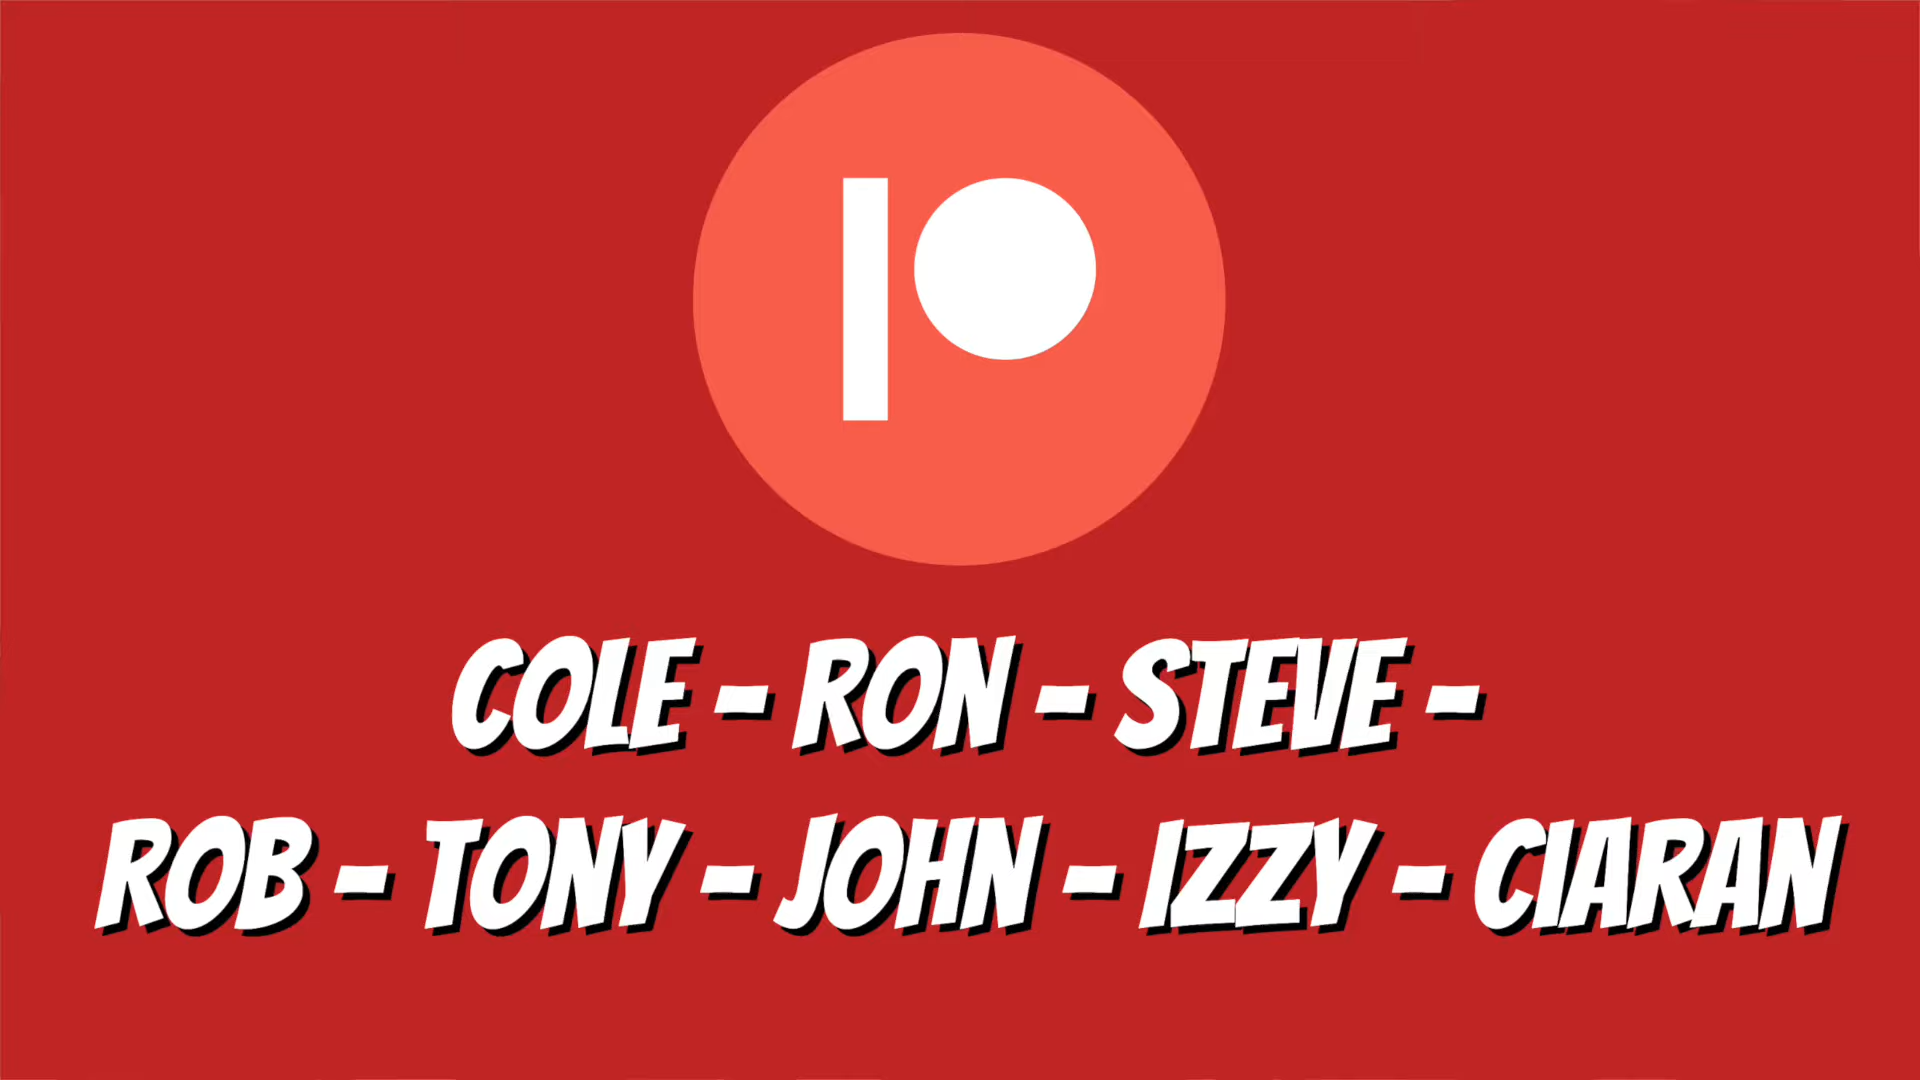 COLE - RON - STEVE -
ROB - TONY - JOHN - IZZY - CIARAN